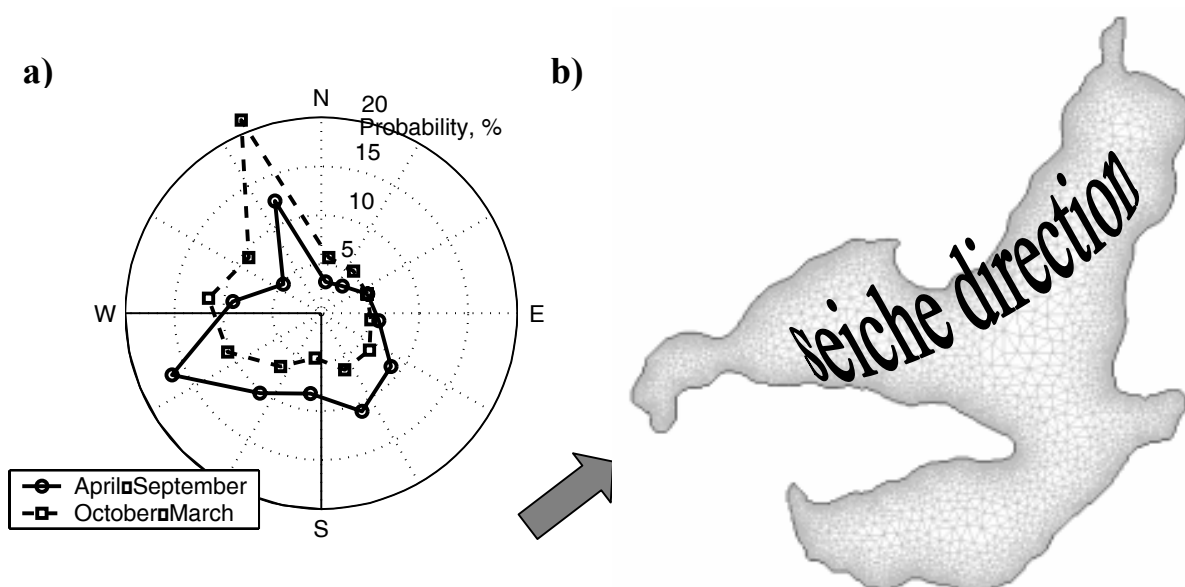 a)
b)
N
20
Probability, %
15
10
5
W
E
S
April▯September
October▯March
seiche direction